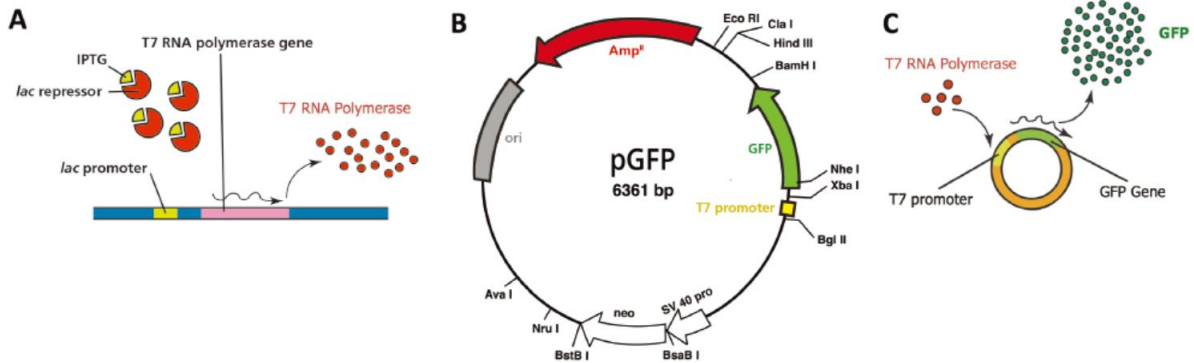 A
T7 RNA polymerase gene
IPTG
lac repressor
T7 RNA Polymerase
lac promoter
B
Eco RI
Cla I
Hind III
BamH I
Amp^R
ori
GFP
pGFP
6361 bp
Nhe I
Xba I
T7 promoter
Bgl II
Ava I
Nru I
neo
SV 40 pro
BstB I
BsaB I
C
GFP
T7 RNA Polymerase
T7 promoter
GFP Gene